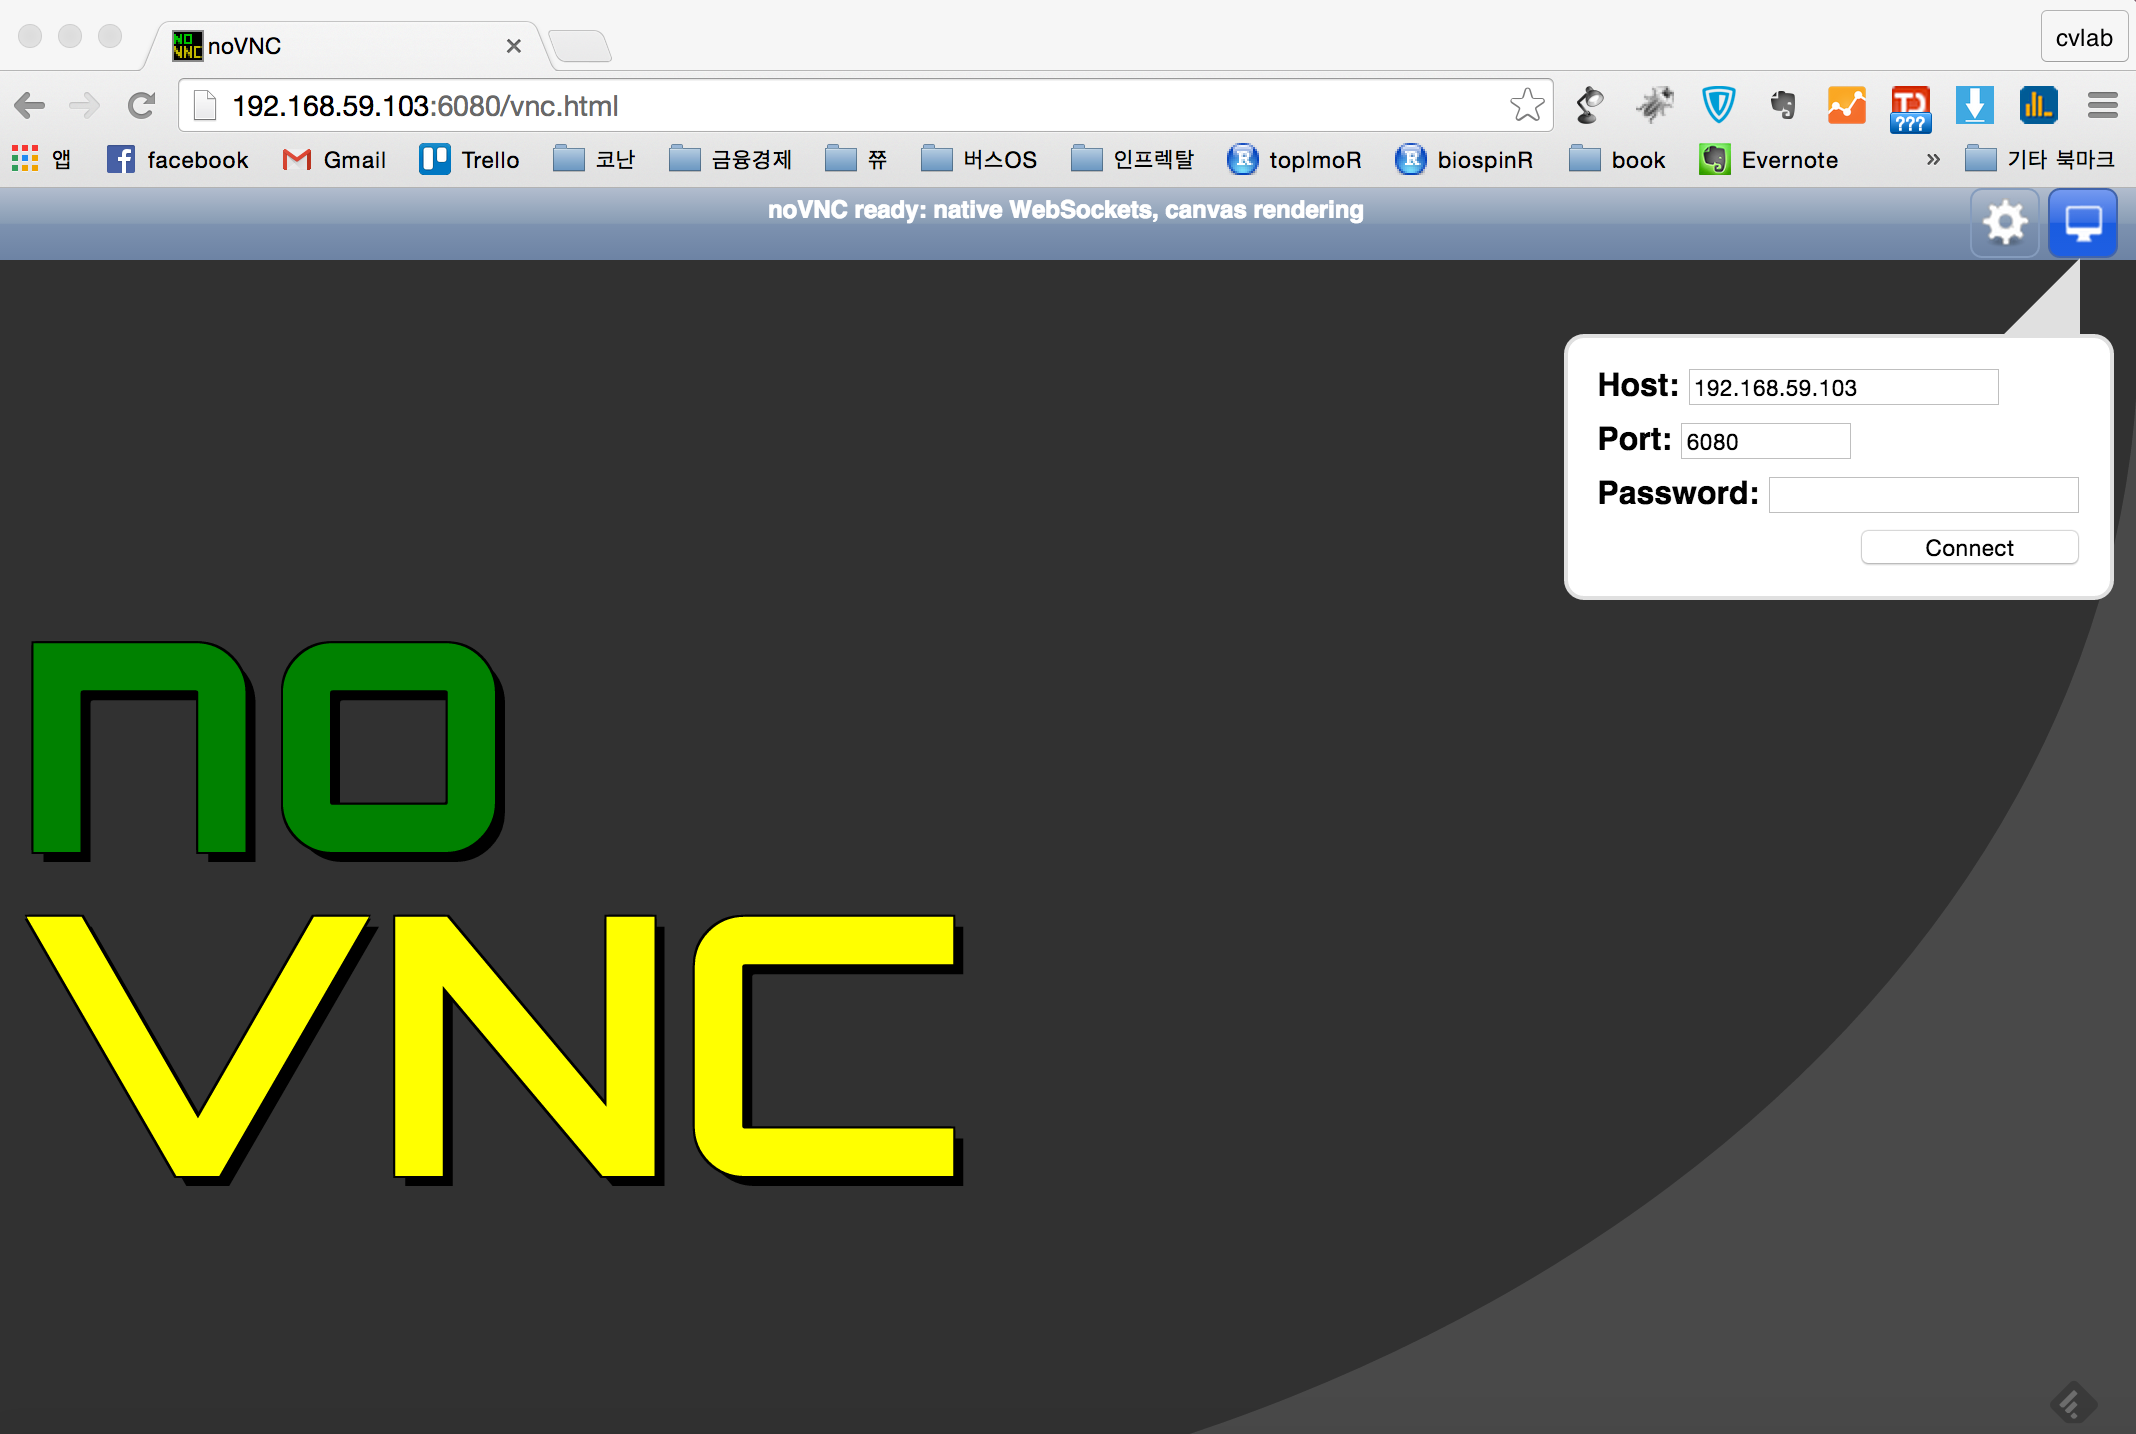 noVNC
cvlab
192.168.59.103:6080/vnc.html
TD
???
앱 facebook Gmail Trello 코난 금융경제 쮸 버스OS 인프렉탈 toplmoR biospinR book Evernote » 기타 북마크
noVNC ready: native WebSockets, canvas rendering
Host: 192.168.59.103
Port: 6080
Password:
Connect
no
VNC